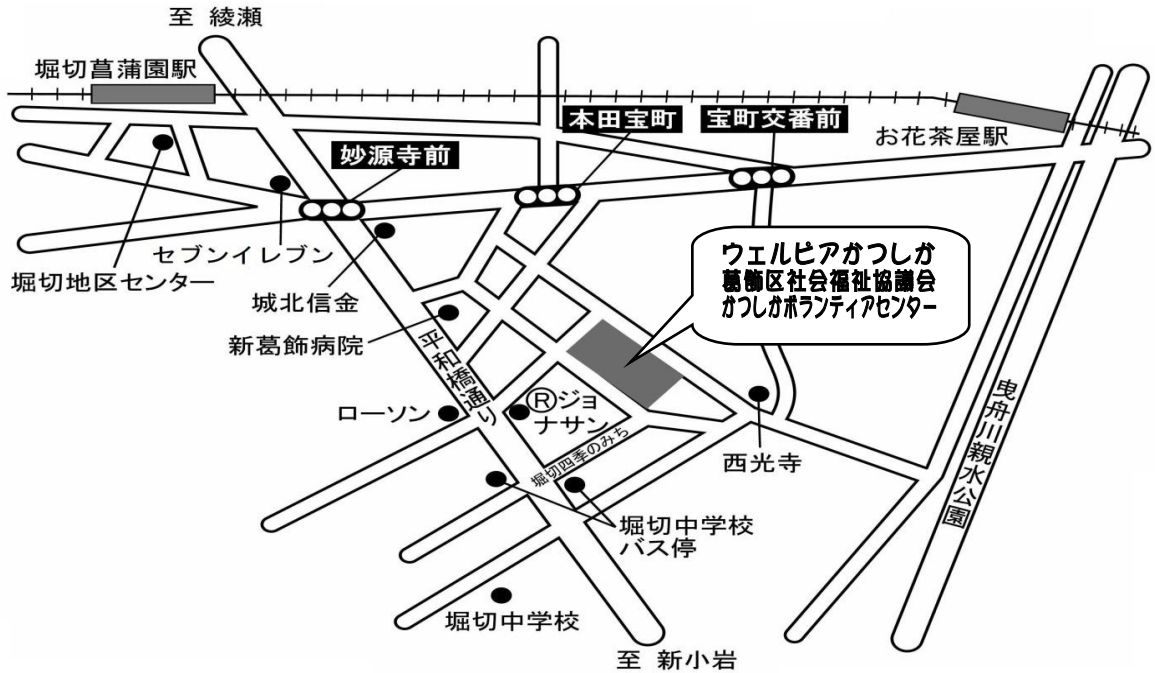 至 綾瀬
堀切菖蒲園駅
本田宝町
宝町交番前
お花茶屋駅
妙源寺前
セブンイレブン
堀切地区センター
城北信金
新葛飾病院
ウェルピアかつしか
葛飾区社会福祉協議会
かつしかボランティアセンター
平和橋通り
ローソン
Ⓡジョ
ナサン
堀切四季のみち
西光寺
曳舟川親水公園
堀切中学校
バス停
堀切中学校
至 新小岩